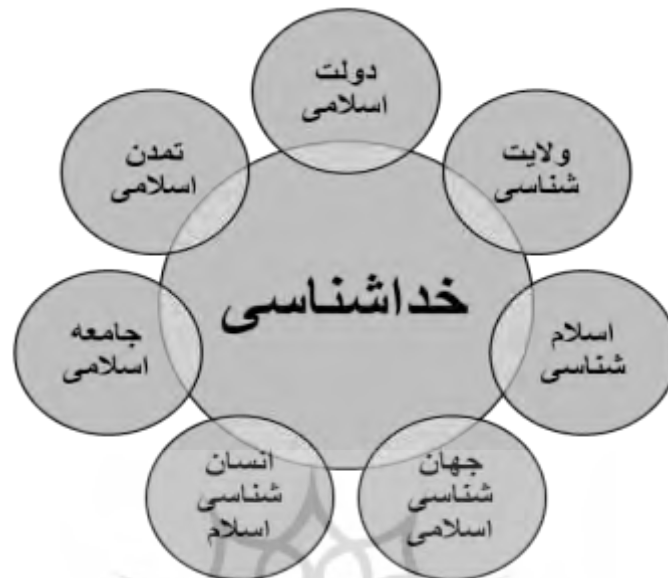 دولت
اسلامی
ولایت
شناسی
اسلام
شناسی
جهان
شناسی
اسلامی
انسان
شناسی
اسلام
جامعه
اسلامی
تمدن
اسلامی
خداشناسی